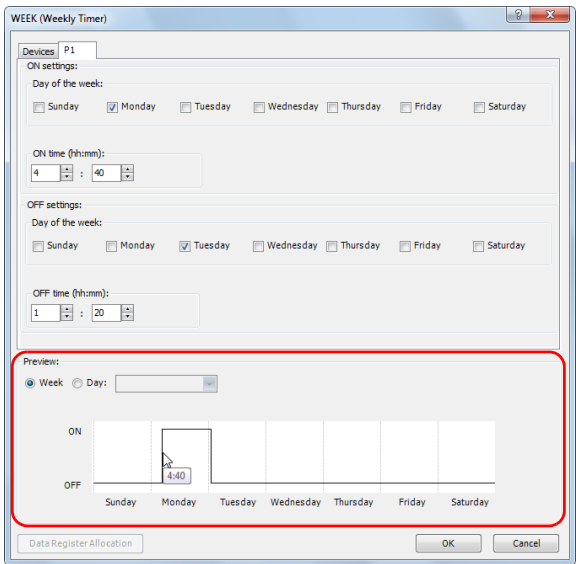 WEEK (Weekly Timer)
Devices P1
ON settings:
Day of the week:
Sunday Monday Tuesday Wednesday Thursday Friday Saturday
ON time (hh:mm):
4 : 40
OFF settings:
Day of the week:
Sunday Monday Tuesday Wednesday Thursday Friday Saturday
OFF time (hh:mm):
1 : 20
Preview:
Week Day:
ON
4:40
OFF
Sunday Monday Tuesday Wednesday Thursday Friday Saturday
Data Register Allocation OK Cancel